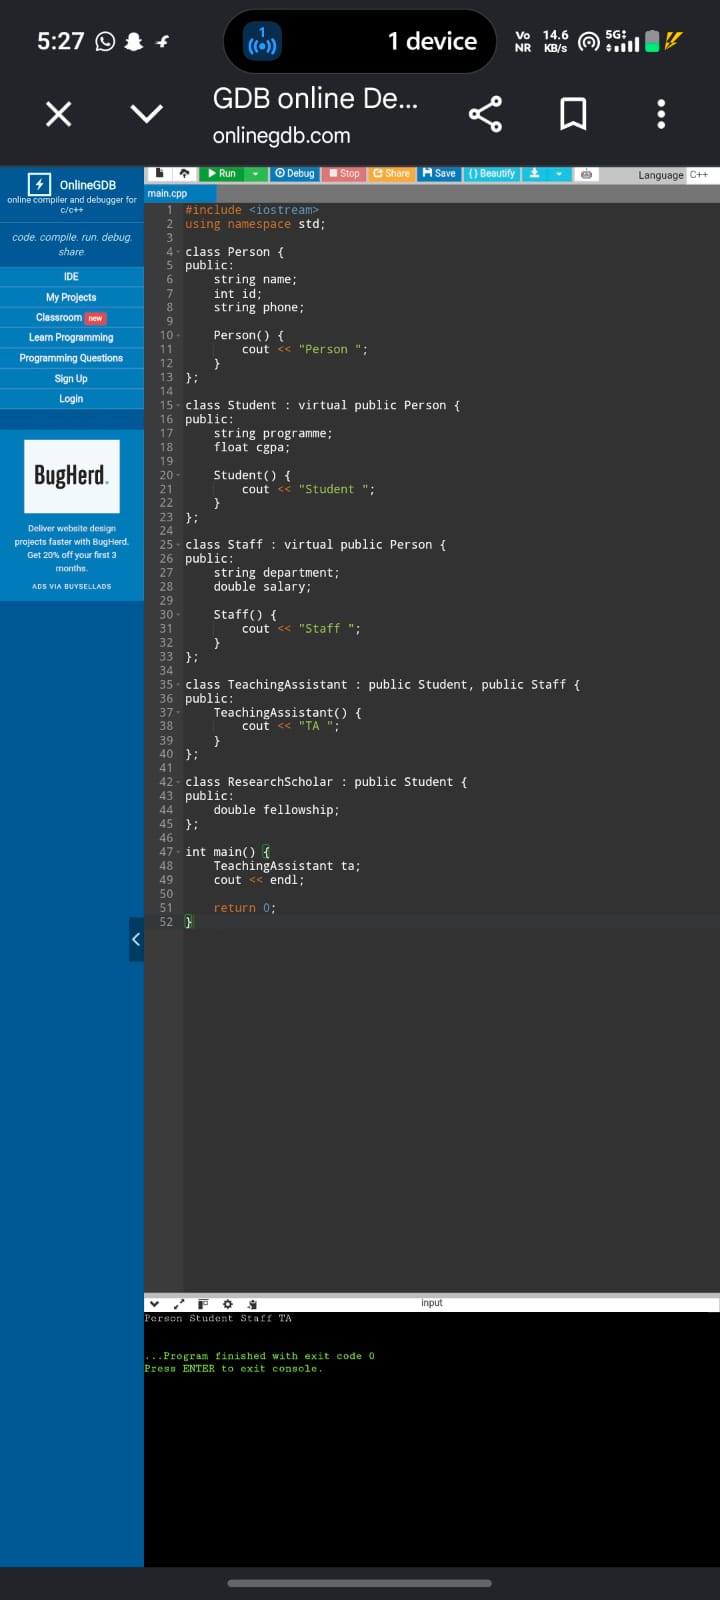 5:27
1
1 device
Vo NR
14.6 KB/s
5G
GDB online De...
onlinegdb.com
OnlineGDB
online compiler and debugger for c/c++
code. compile. run. debug. share.
IDE
My Projects
Classroom new
Learn Programming
Programming Questions
Sign Up
Login
BugHerd.
Deliver website design
projects faster with BugHerd.
Get 20% off your first 3
months.
ADS VIA BUYSELLADS
Run
Debug
Stop
Share
Save
{} Beautify
Language C++
main.cpp
1 #include <iostream>
2 using namespace std;
3
4 class Person {
5 public:
6     string name;
7     int id;
8     string phone;
9
10     Person() {
11         cout << "Person ";
12     }
13 };
14
15 class Student : virtual public Person {
16 public:
17     string programme;
18     float cgpa;
19
20     Student() {
21         cout << "Student ";
22     }
23 };
24
25 class Staff : virtual public Person {
26 public:
27     string department;
28     double salary;
29
30     Staff() {
31         cout << "Staff ";
32     }
33 };
34
35 class TeachingAssistant : public Student, public Staff {
36 public:
37     TeachingAssistant() {
38         cout << "TA ";
39     }
40 };
41
42 class ResearchScholar : public Student {
43 public:
44     double fellowship;
45 };
46
47 int main() {
48     TeachingAssistant ta;
49     cout << endl;
50
51     return 0;
52 }
input
Person Student Staff TA
...Program finished with exit code 0
Press ENTER to exit console.